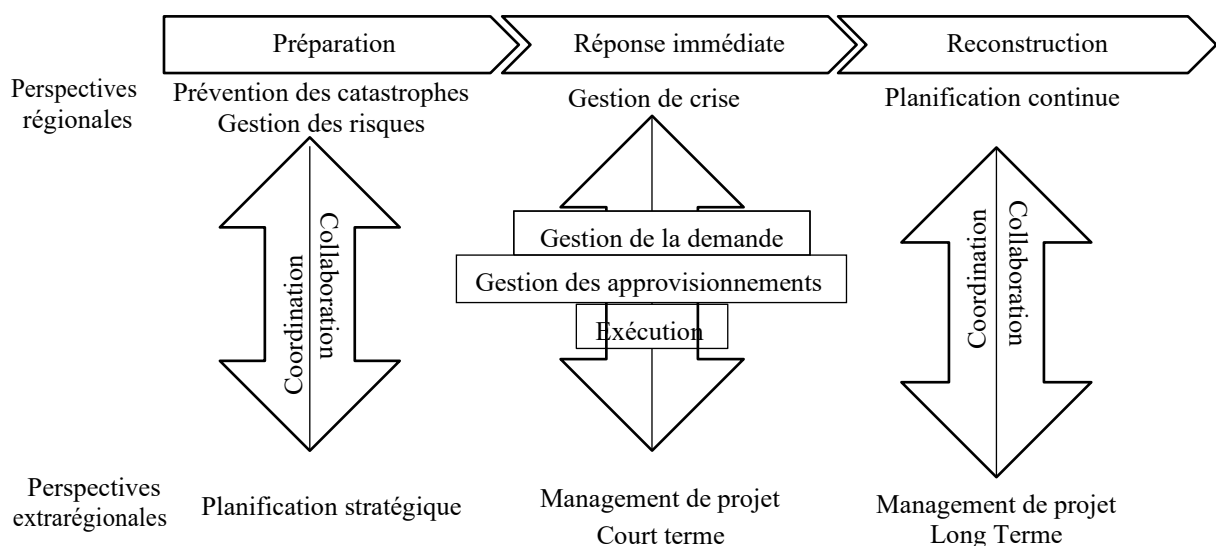 Préparation
Réponse immédiate
Reconstruction
Perspectives
régionales
Prévention des catastrophes
Gestion des risques
Gestion de crise
Planification continue
Coordination
Collaboration
Gestion de la demande
Gestion des approvisionnements
Exécution
Coordination
Collaboration
Perspectives
extrarégionales
Planification stratégique
Management de projet
Court terme
Management de projet
Long Terme